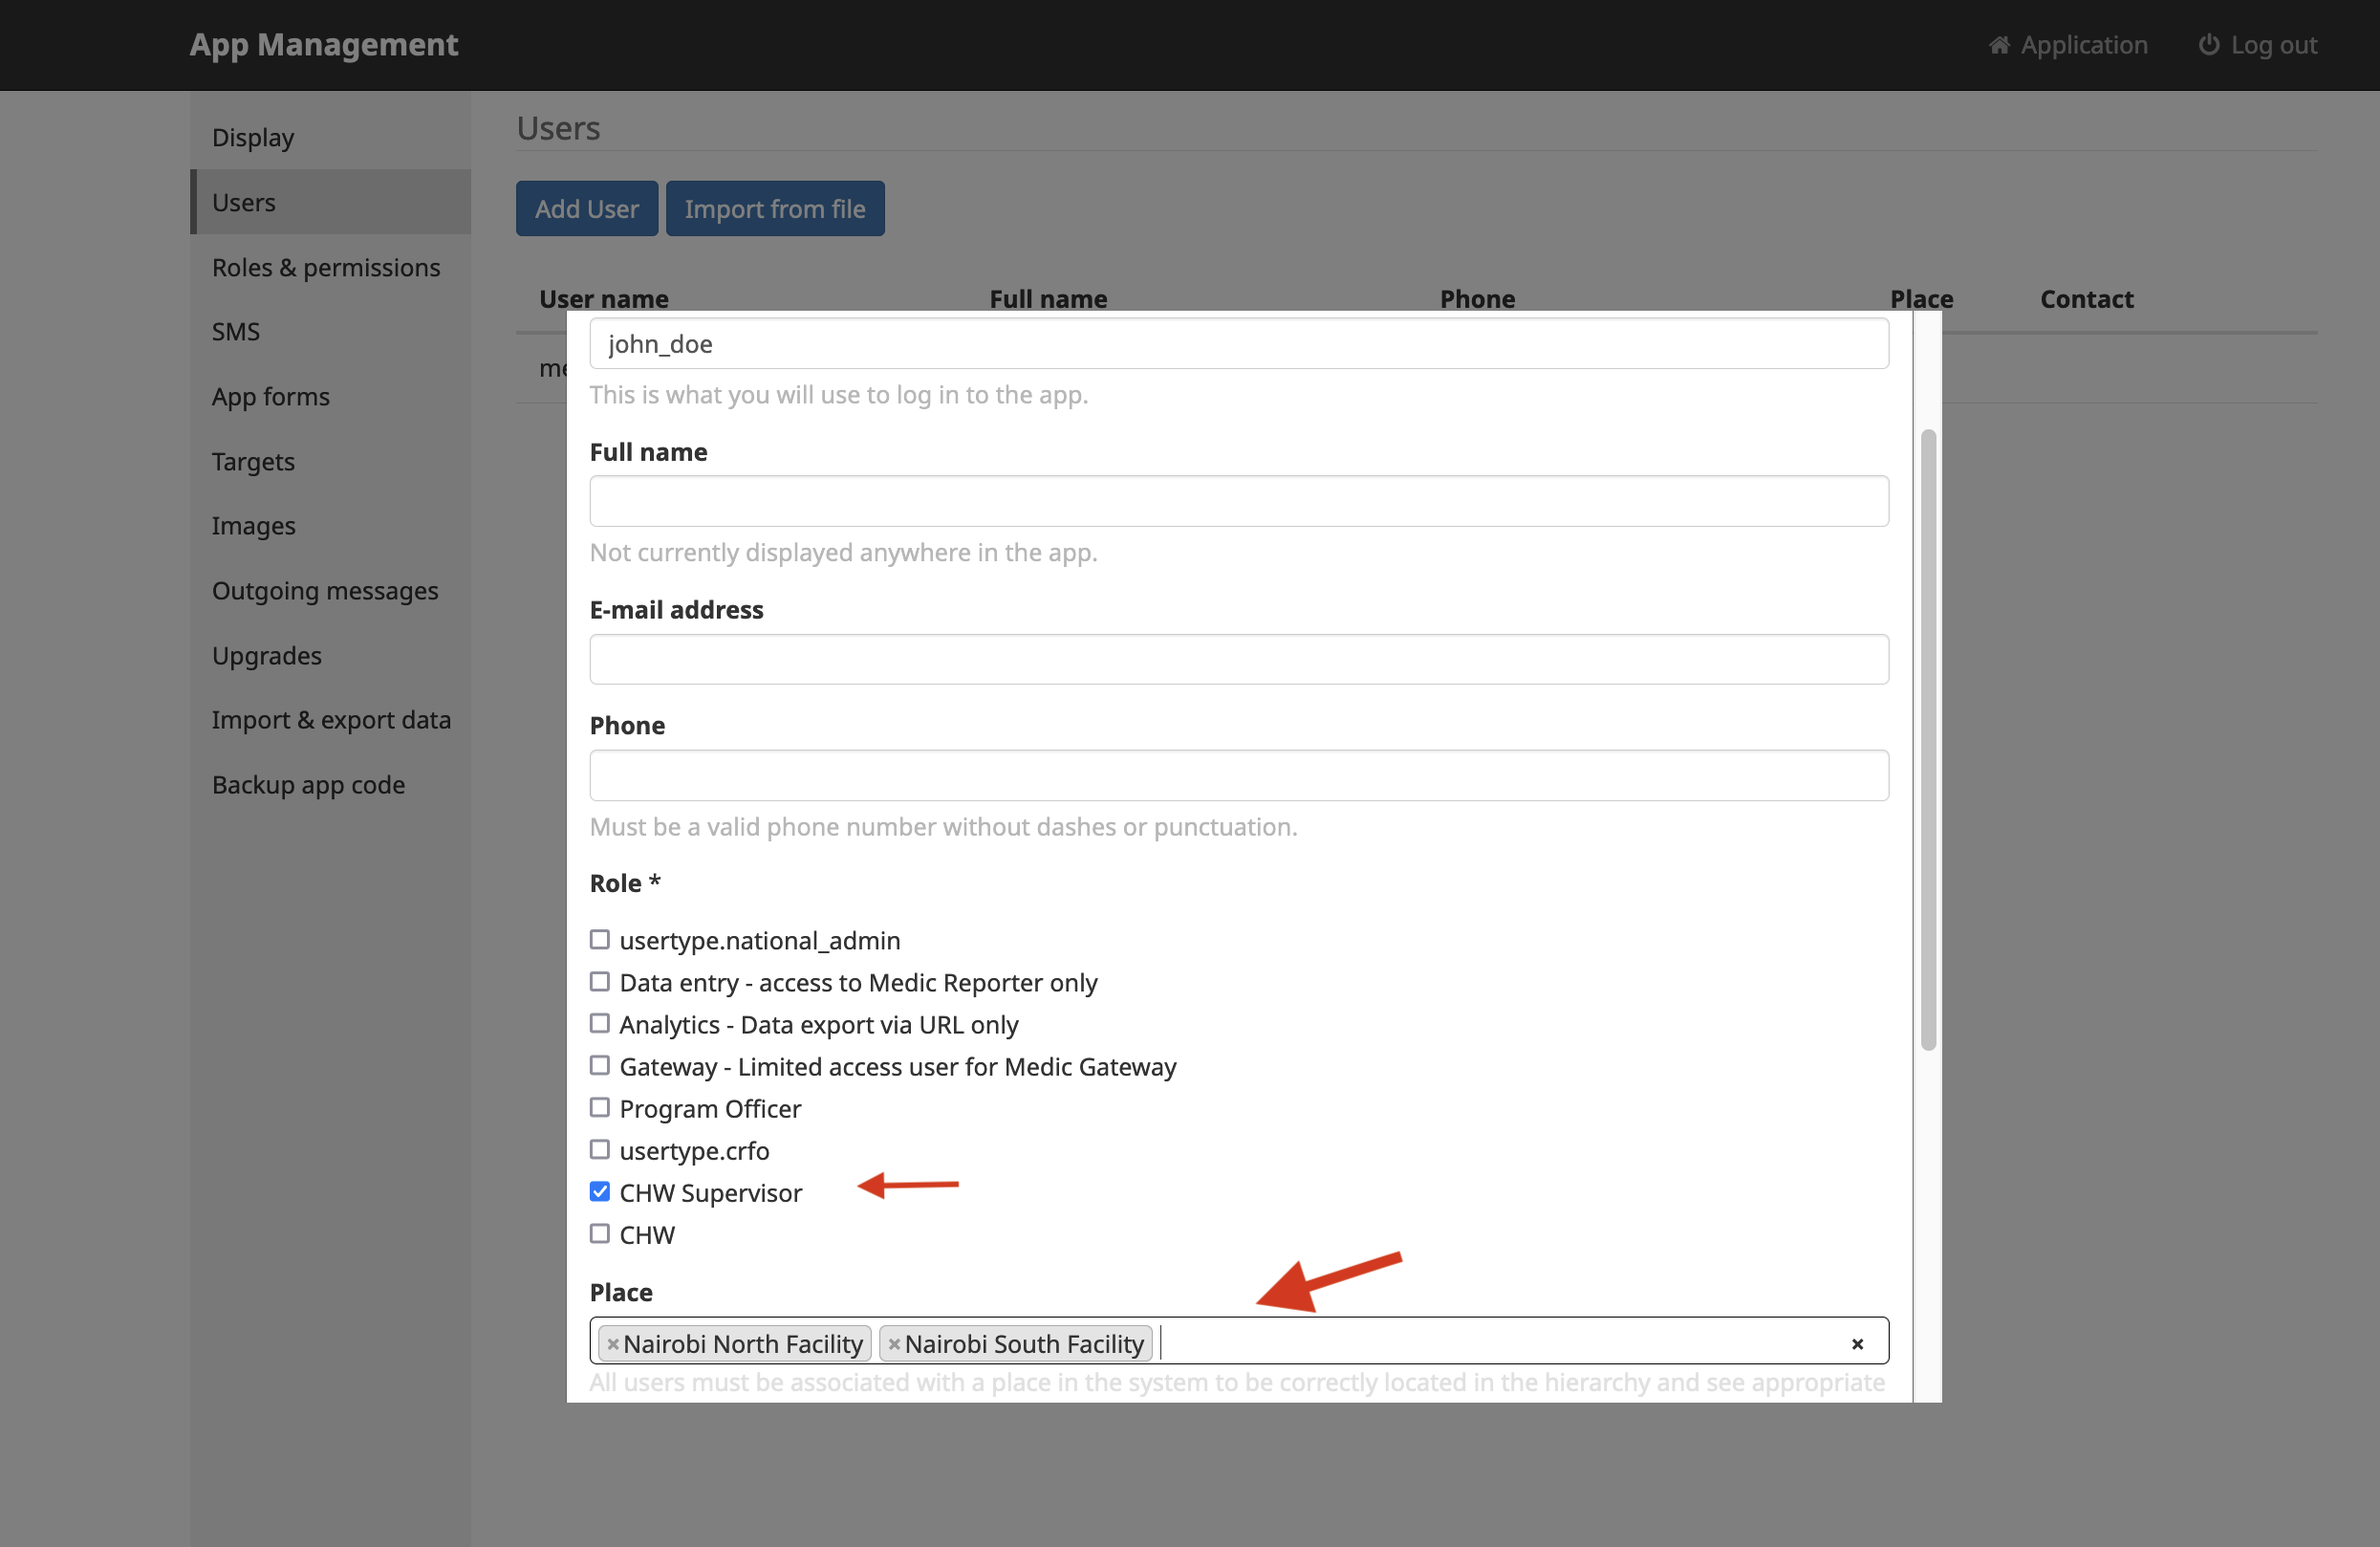 App Management
Application
Log out
Display
Users
Roles & permissions
SMS
App forms
Targets
Images
Outgoing messages
Upgrades
Import & export data
Backup app code
Users
Add User
Import from file
User name Full name Phone Place Contact
john_doe
This is what you will use to log in to the app.
Full name
Not currently displayed anywhere in the app.
E-mail address
Phone
Must be a valid phone number without dashes or punctuation.
Role *
usertype.national_admin
Data entry - access to Medic Reporter only
Analytics - Data export via URL only
Gateway - Limited access user for Medic Gateway
Program Officer
usertype.crfo
CHW Supervisor
CHW
Place
×Nairobi North Facility ×Nairobi South Facility ×
All users must be associated with a place in the system to be correctly located in the hierarchy and see appropriate